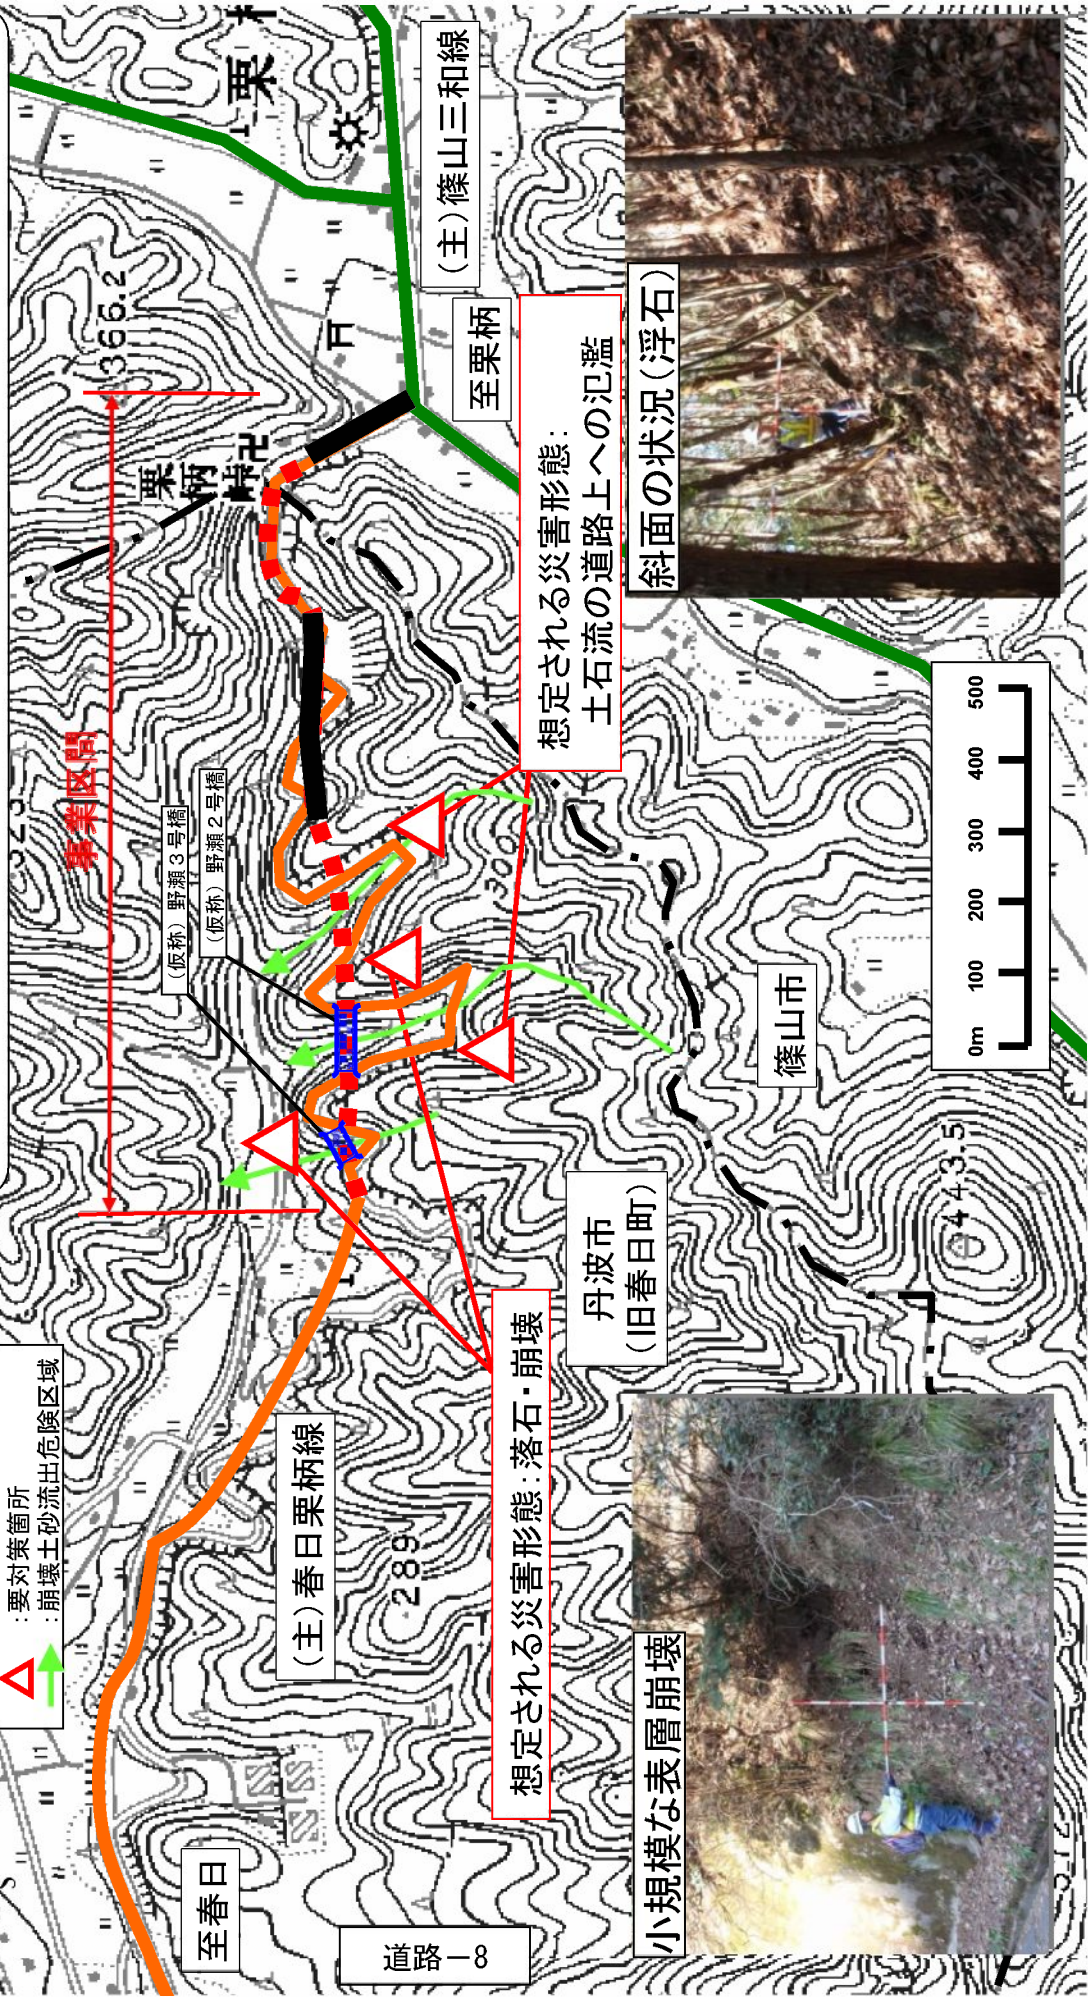 :要対策箇所
:崩壊土砂流出危険区域
事業区間
(仮称)野瀬3号橋
(仮称)野瀬2号橋
栗柄峠
366.2
(主)篠山三和線
至栗柄
想定される災害形態:
土石流の道路上への氾濫
斜面の状況(浮石)
至春日
(主)春日栗柄線
289
想定される災害形態:落石・崩壊
丹波市
(旧春日町)
篠山市
443.5
0m 100 200 300 400 500
小規模な表層崩壊
道路-8